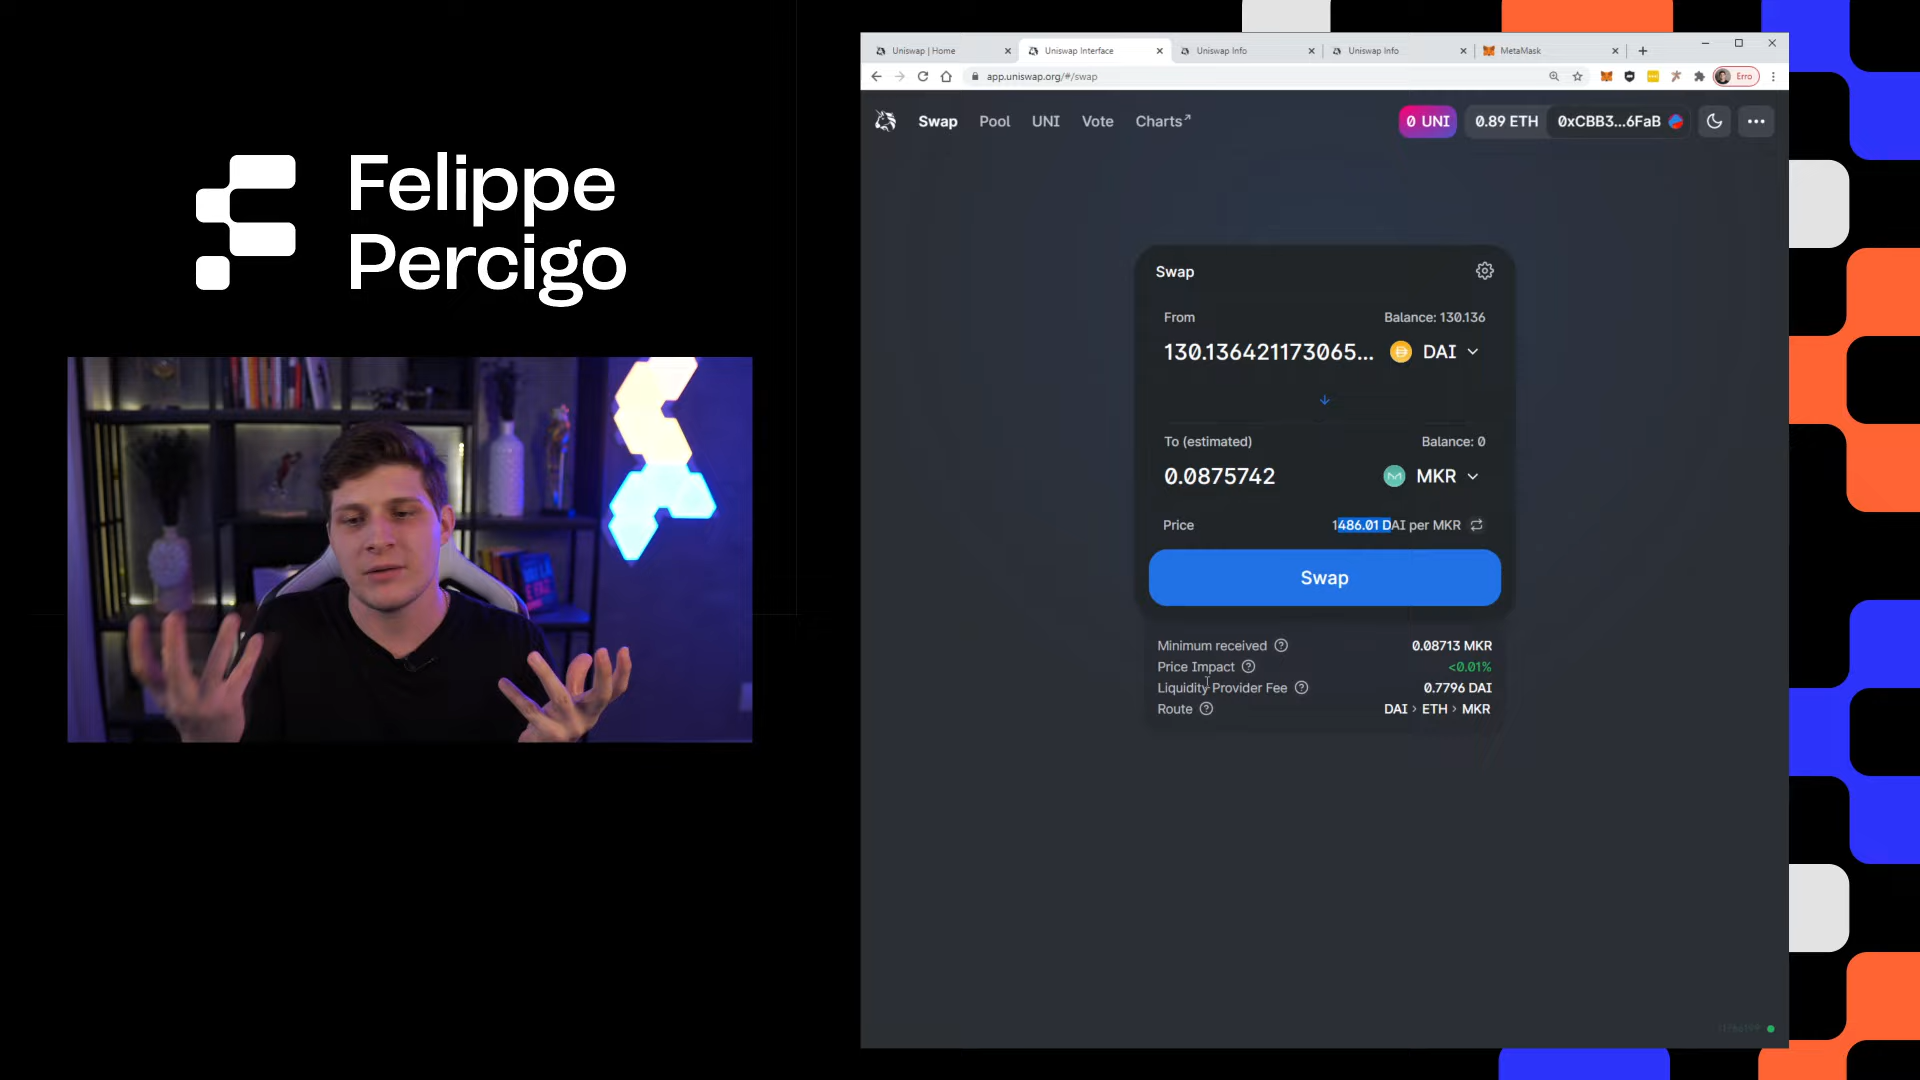 Felippe
Percigo
Uniswap | Home
Uniswap Interface
Uniswap Info
Uniswap Info
MetaMask
app.uniswap.org/#/swap
Erro
Swap
Pool
UNI
Vote
Charts
0 UNI
0.89 ETH
0xCBB3...6FaB
Swap
From
Balance: 130.136
130.136421173065...
DAI
To (estimated)
Balance: 0
0.0875742
MKR
Price
1486.01 DAI per MKR
Swap
Minimum received
0.08713 MKR
Price Impact
<0.01%
Liquidity Provider Fee
0.7796 DAI
Route
DAI > ETH > MKR